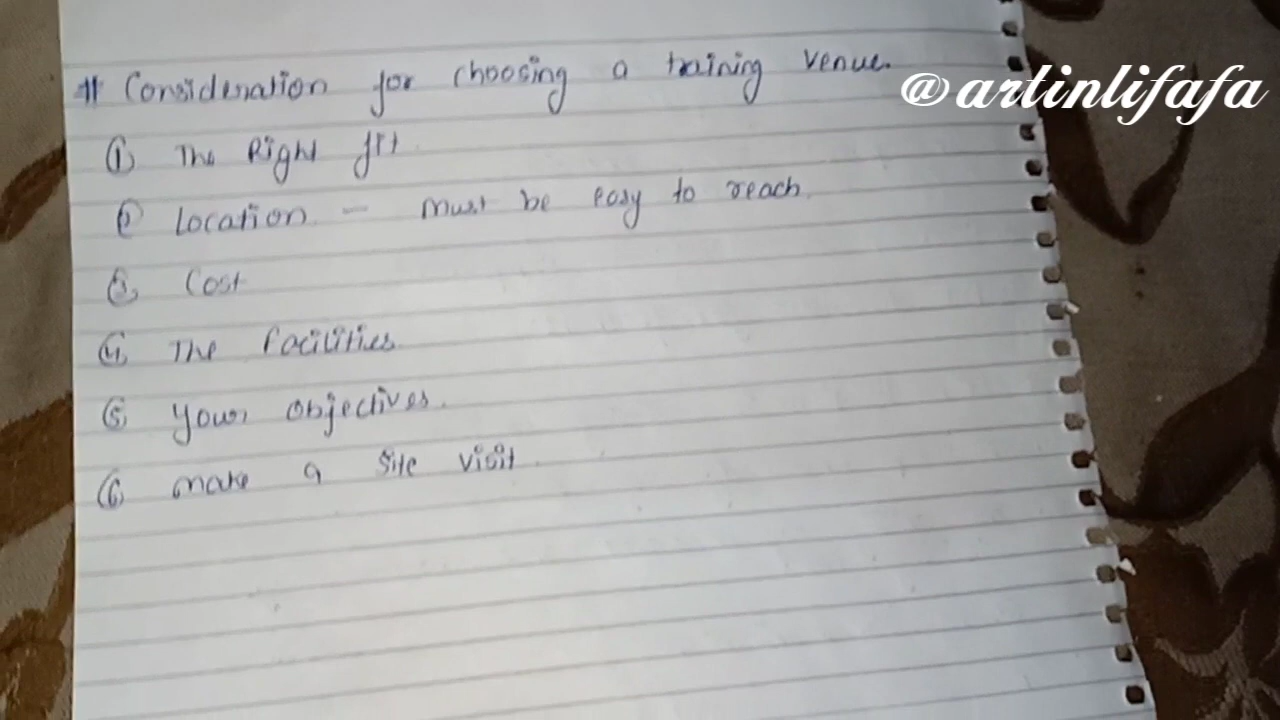 # Consideration for choosing a training venue.
@artinlifafa
① The Right fit
② Location - Must be easy to reach.
③ Cost
④ The Facilities
⑤ Your objectives.
⑥ Make a site visit